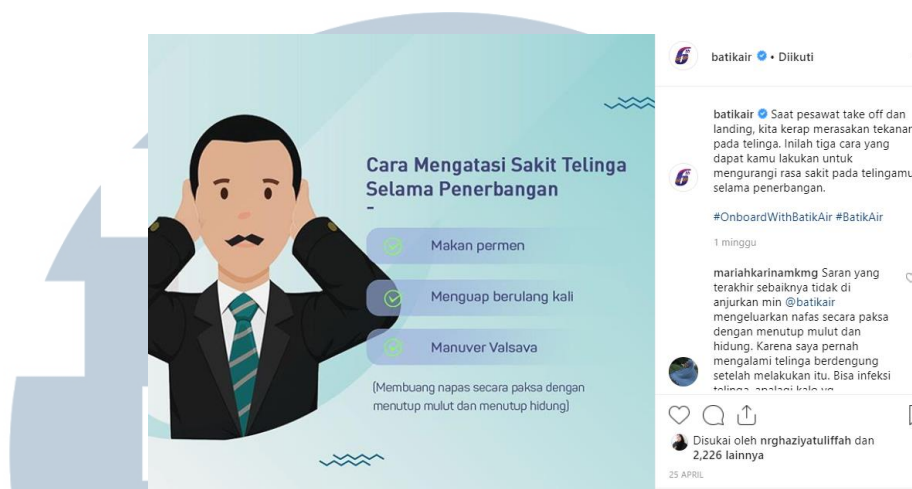 Cara Mengatasi Sakit Telinga
Selama Penerbangan
-
Makan permen
Menguap berulang kali
Manuver Valsava
(Membuang napas secara paksa dengan
menutup mulut dan menutup hidung)
batikair • Diikuti
batikair Saat pesawat take off dan
landing, kita kerap merasakan tekanan
pada telinga. Inilah tiga cara yang
dapat kamu lakukan untuk
mengurangi rasa sakit pada telingamu
selama penerbangan.
#OnboardWithBatikAir #BatikAir
1 minggu
mariahkarinamkmg Saran yang
terakhir sebaiknya tidak di
anjurkan min @batikair
mengeluarkan nafas secara paksa
dengan menutup mulut dan
hidung. Karena saya pernah
mengalami telinga berdengung
setelah melakukan itu. Bisa infeksi
Disukai oleh nrghaziyatuliffah dan
2,226 lainnya
25 APRIL